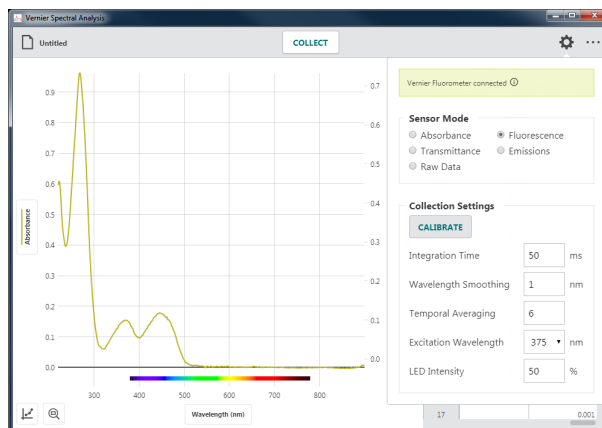 Vernier Spectral Analysis
Untitled
COLLECT
Vernier Fluorometer connected
Sensor Mode
Absorbance
Fluorescence
Transmittance
Emissions
Raw Data
Collection Settings
CALIBRATE
Integration Time 50 ms
Wavelength Smoothing 1 nm
Temporal Averaging 6
Excitation Wavelength 375 nm
LED Intensity 50 %
17 0.001
Absorbance
0.9
0.8
0.7
0.6
0.5
0.4
0.3
0.2
0.1
0.0
0.7
0.6
0.5
0.4
0.3
0.2
0.1
0.0
300 400 500 600 700 800
Wavelength (nm)